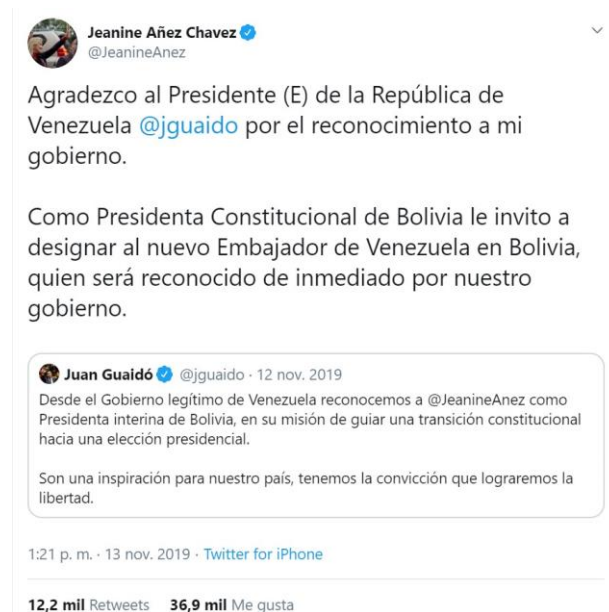 Jeanine Añez Chavez
@JeanineAnez
Agradezco al Presidente (E) de la República de
Venezuela @jguaido por el reconocimiento a mi
gobierno.
Como Presidenta Constitucional de Bolivia le invito a
designar al nuevo Embajador de Venezuela en Bolivia,
quien será reconocido de inmediado por nuestro
gobierno.
Juan Guaidó @jguaido · 12 nov. 2019
Desde el Gobierno legítimo de Venezuela reconocemos a @JeanineAnez como
Presidenta interina de Bolivia, en su misión de guiar una transición constitucional
hacia una elección presidencial.
Son una inspiración para nuestro país, tenemos la convicción que lograremos la
libertad.
1:21 p. m. · 13 nov. 2019 · Twitter for iPhone
12,2 mil Retweets 36,9 mil Me gusta